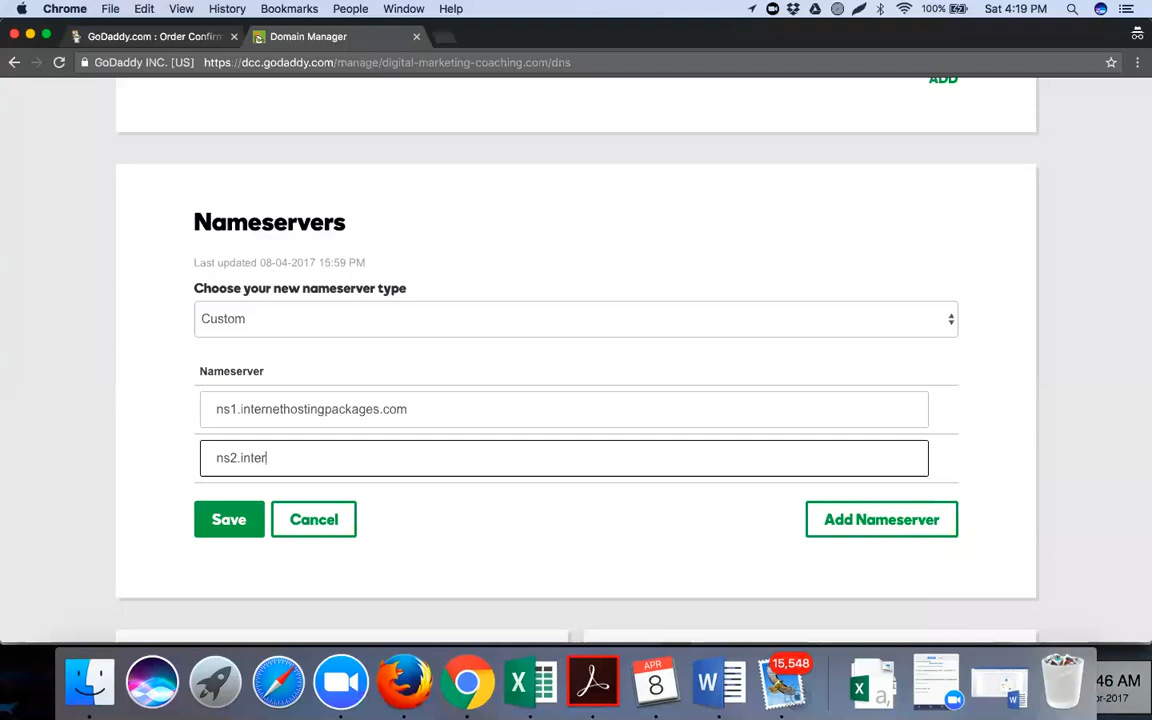 Chrome File Edit View History Bookmarks People Window Help 100% Sat 4:19 PM
GoDaddy.com : Order Confirm Domain Manager
GoDaddy INC. [US] https://dcc.godaddy.com/manage/digital-marketing-coaching.com/dns
ADD
Nameservers
Last updated 08-04-2017 15:59 PM
Choose your new nameserver type
Custom
Nameserver
ns1.internethostingpackages.com
ns2.inter
Save Cancel Add Nameserver
15,548
APR
8
W
X
a,
W
46 AM
or-2017